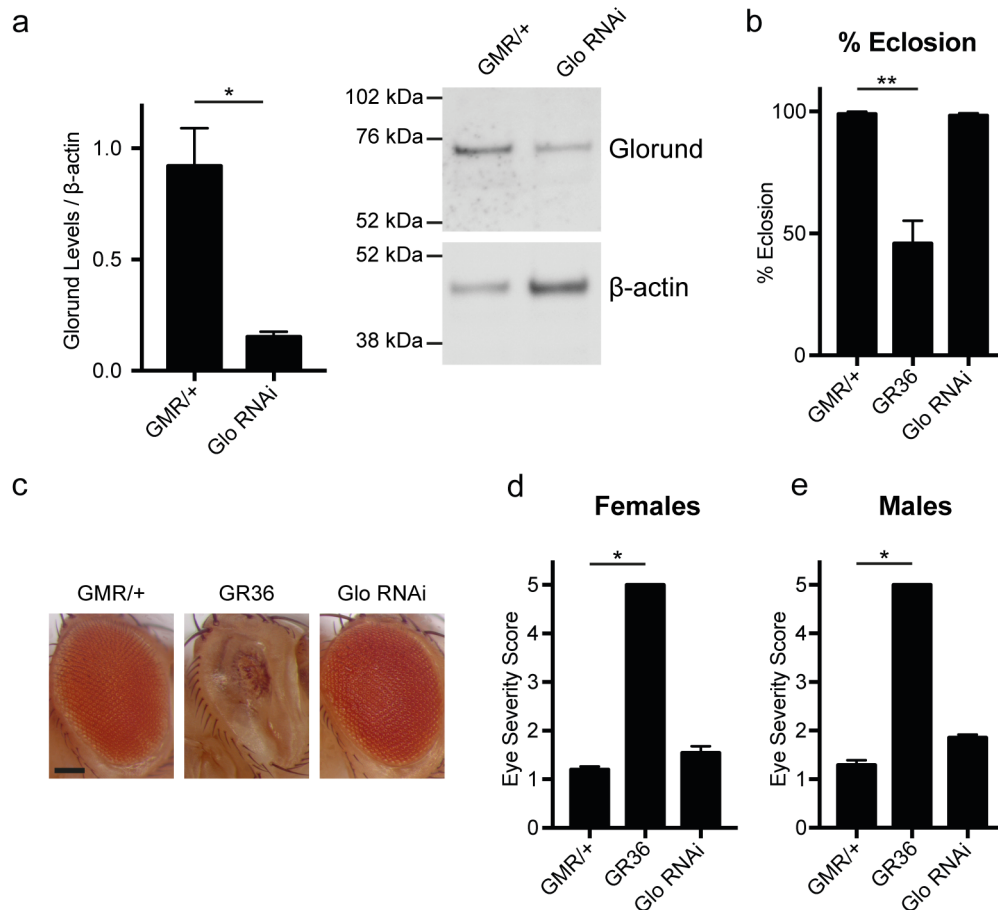 a
*
1.0
0.5
0.0
Glorund Levels / β-actin
GMR/+
Glo RNAi
GMR/+
Glo RNAi
102 kDa
76 kDa
52 kDa
Glorund
52 kDa
38 kDa
β-actin
b
% Eclosion
**
100
50
0
% Eclosion
GMR/+
GR36
Glo RNAi
c
GMR/+
GR36
Glo RNAi
d
Females
*
5
4
3
2
1
0
Eye Severity Score
GMR/+
GR36
Glo RNAi
e
Males
*
5
4
3
2
1
0
Eye Severity Score
GMR/+
GR36
Glo RNAi